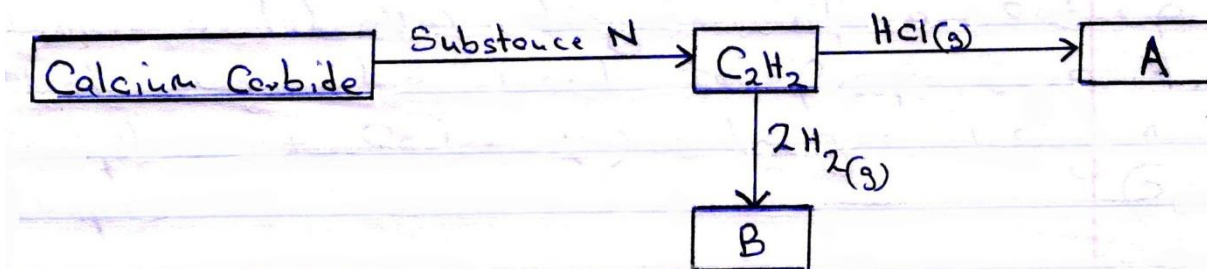 Calcium Carbide
Substance N
C₂H₂
HCl(g)
A
2H₂(g)
B